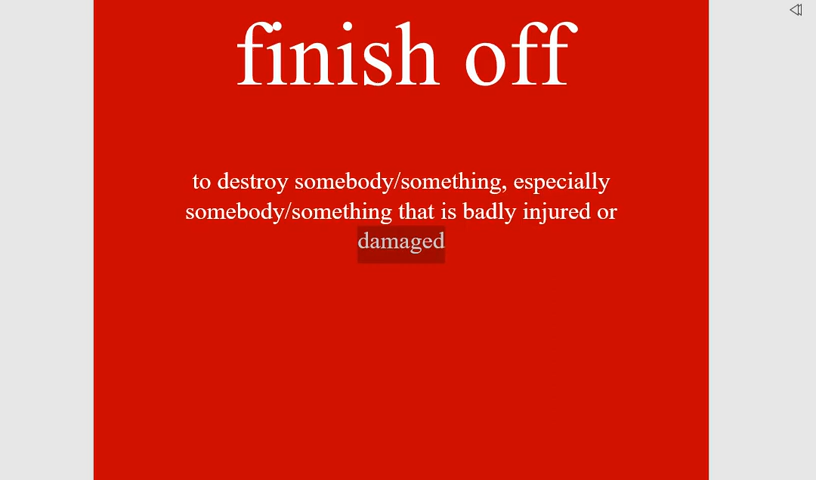 finish off
to destroy somebody/something, especially
somebody/something that is badly injured or
damaged